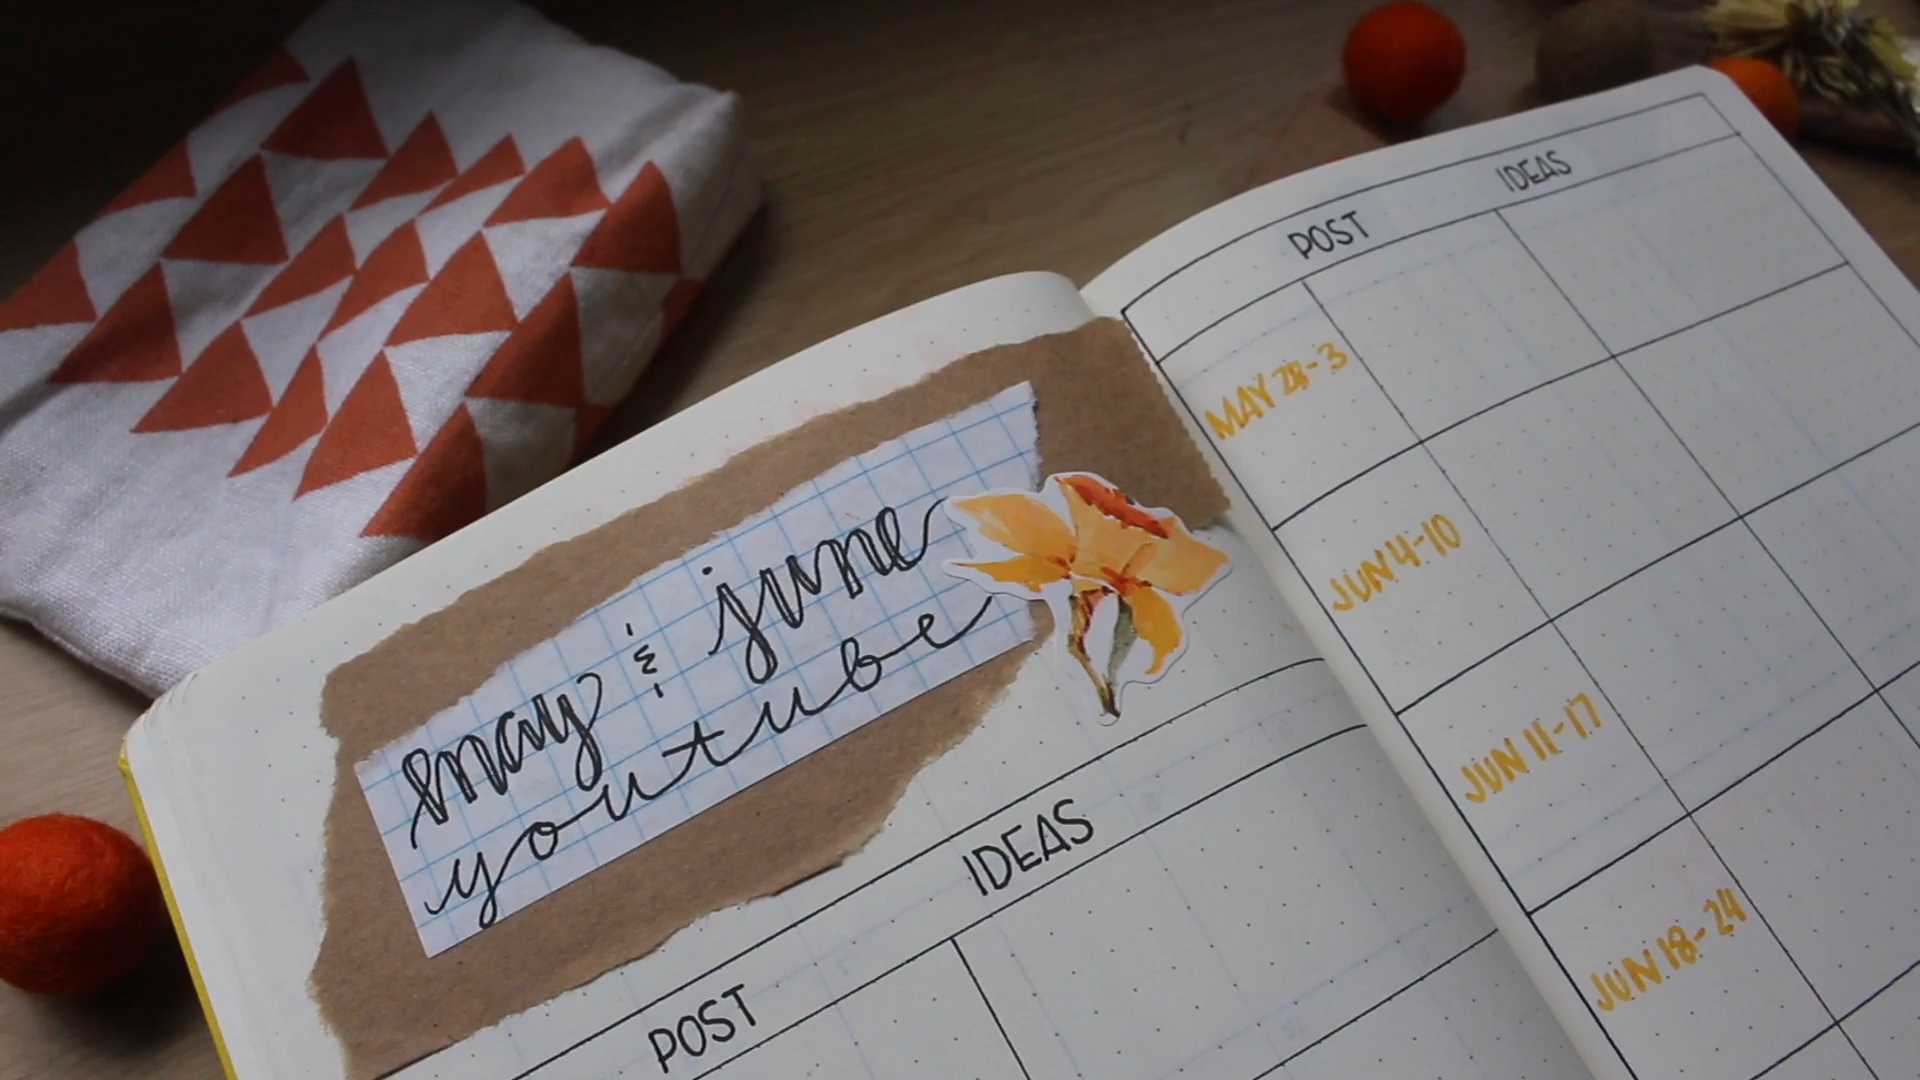 may & june
youtube
POST IDEAS
POST IDEAS
MAY 28-3
JUN 4-10
JUN 11-17
JUN 18-24